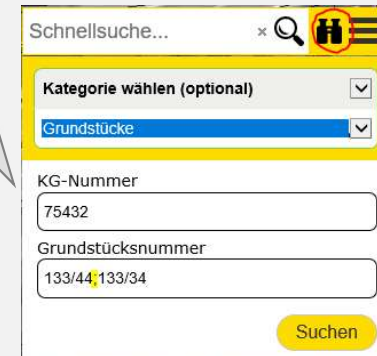 Schnellsuche... ×
Kategorie wählen (optional)
Grundstücke
KG-Nummer
75432
Grundstücksnummer
133/44;133/34
Suchen